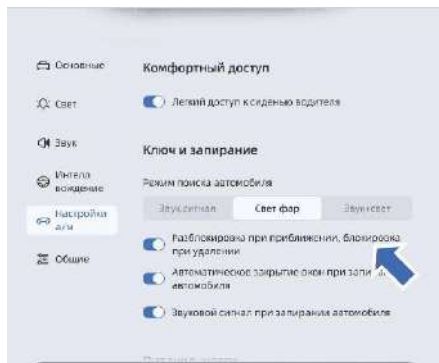 Основные
Свет
Звук
Интелл
вождение
Настройки
а/м
Общие
Комфортный доступ
Легкий доступ к сиденью водителя
Ключ и запирание
Режим поиска автомобиля
Звук.сигнал
Свет фар
Звук+свет
Разблокировка при приближении, блокировка
при удалении
Автоматическое закрытие окон при
автомобиля
Звуковой сигнал при запирании автомобиля